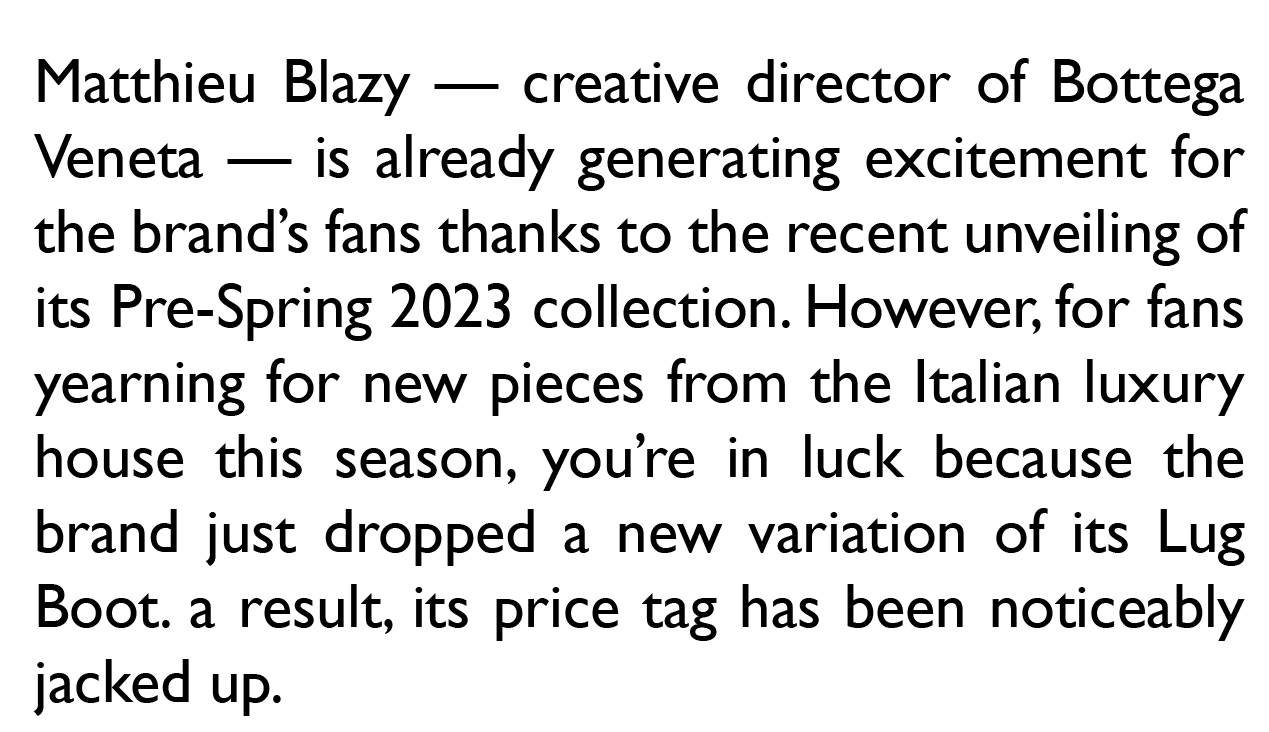 Matthieu Blazy — creative director of Bottega
Veneta — is already generating excitement for
the brand’s fans thanks to the recent unveiling of
its Pre-Spring 2023 collection. However, for fans
yearning for new pieces from the Italian luxury
house this season, you’re in luck because the
brand just dropped a new variation of its Lug
Boot. a result, its price tag has been noticeably
jacked up.